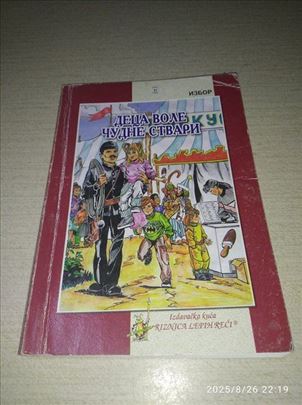 ИЗБОР
ДЕЦА ВОЛЕ
ЧУДНЕ СТВАРИ
Izdavačka kuća
"RIZNICA LEPIH REČI"®
2025/8/26 22:19